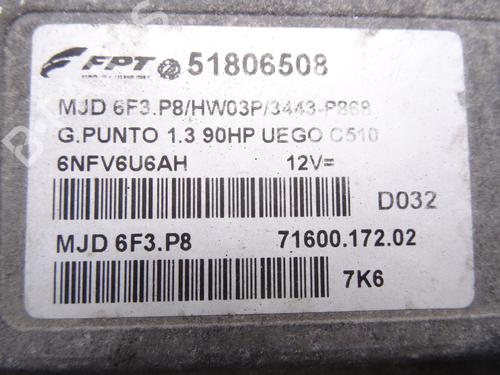 FPT 51806508
MJD 6F3.P8/HW03P/3443-P868
G.PUNTO 1.3 90HP UEGO C510
6NFV6U6AH 12V=
D032
MJD 6F3.P8 71600.172.02
7K6